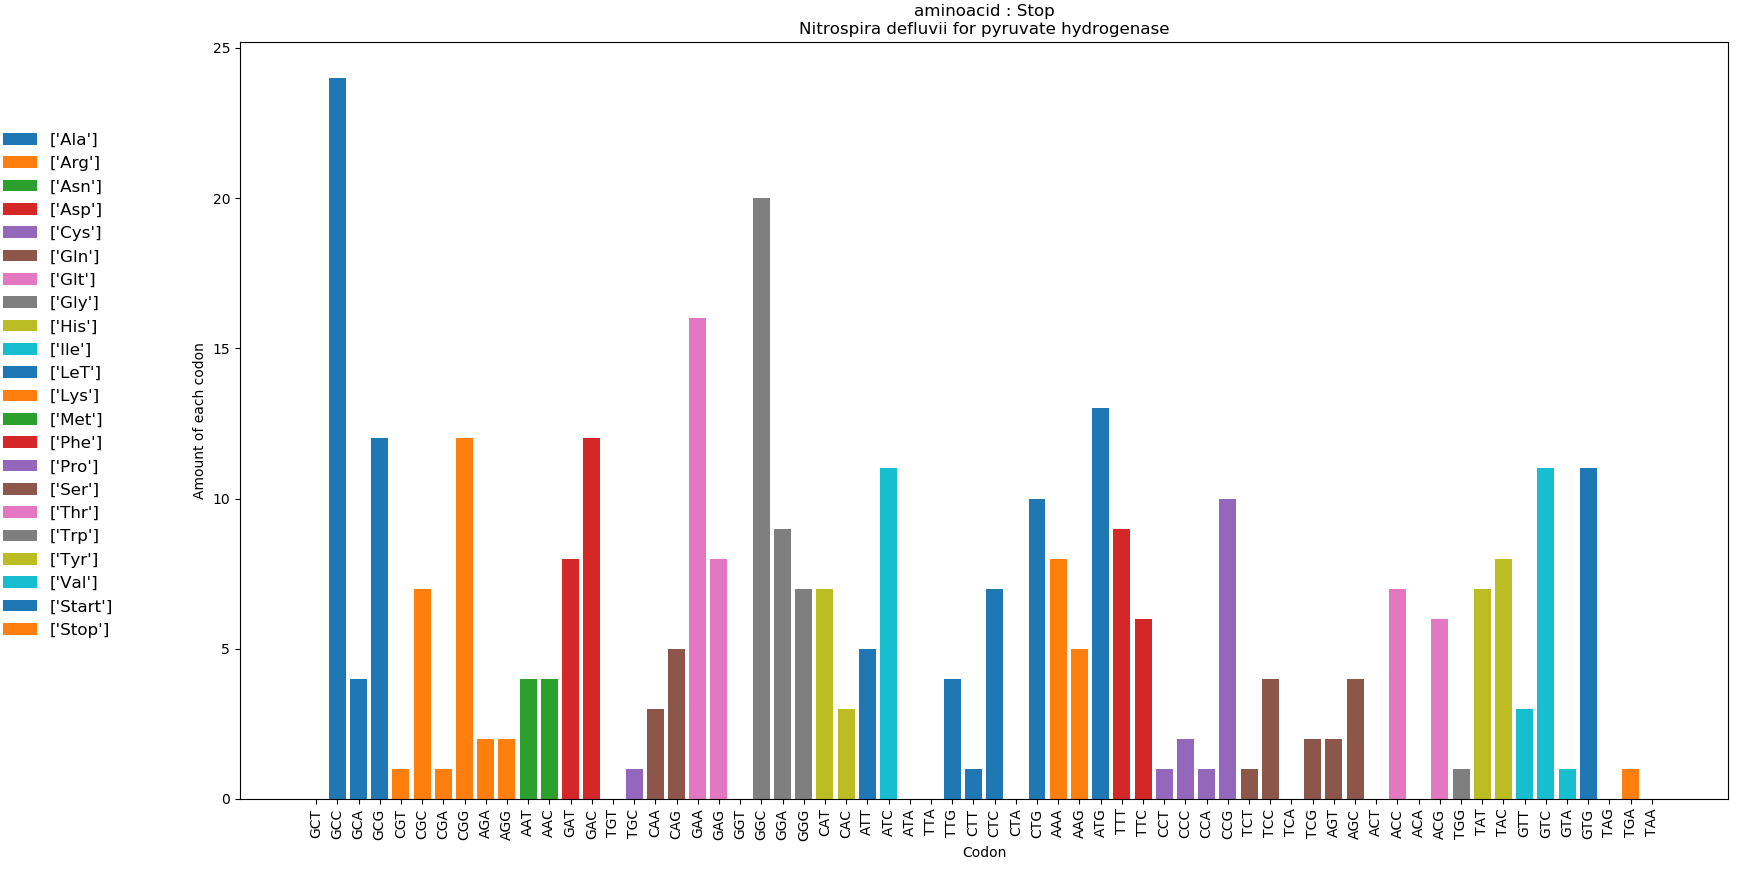 aminoacid : Stop
Nitrospira defluvii for pyruvate hydrogenase
['Ala']
['Arg']
['Asn']
['Asp']
['Cys']
['Gln']
['Glt']
['Gly']
['His']
['Ile']
['LeT']
['Lys']
['Met']
['Phe']
['Pro']
['Ser']
['Thr']
['Trp']
['Tyr']
['Val']
['Start']
['Stop']
Amount of each codon
25
20
15
10
5
0
GCT GCC GCA GCG CGT CGC CGA CGG AGA AGG AAT AAC GAT GAC TGT TGC CAA CAG GAA GAG GGT GGC GGA GGG CAT CAC ATT ATC ATA TTA TTG CTT CTC CTA CTG AAA AAG ATG TTT TTC CCT CCC CCA CCG TCT TCC TCA TCG AGT AGC ACT ACC ACA ACG TGG TAT TAC GTT GTC GTA GTG TAG TGA TAA
Codon